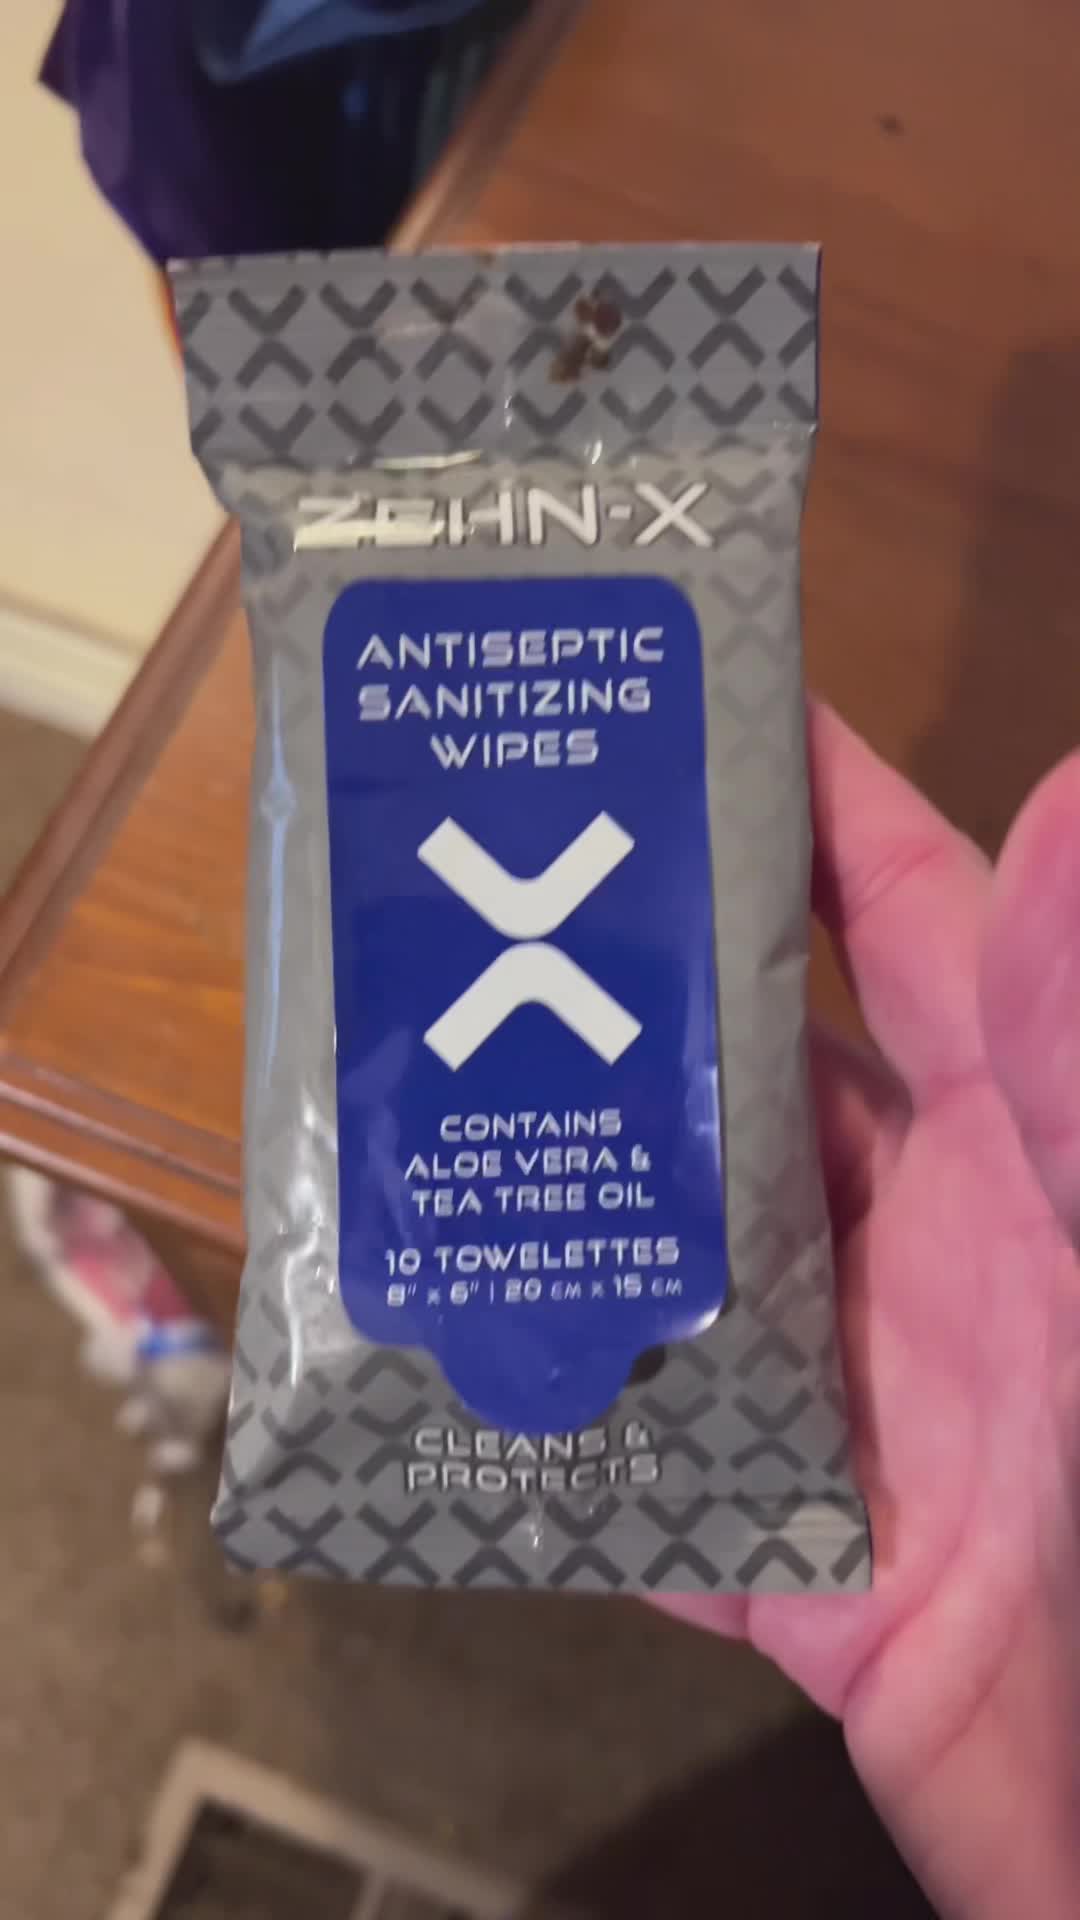 ZEHN-X
ANTISEPTIC
SANITIZING
WIPES
CONTAINS
ALOE VERA &
TEA TREE OIL
10 TOWELETTES
8" x 6" | 20 CM x 15 CM
CLEANS &
PROTECTS